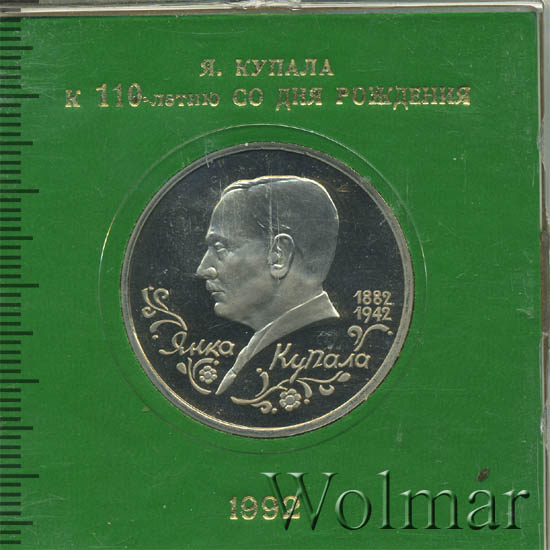 Я. КУПАЛА
К 110-летию СО ДНЯ РОЖДЕНИЯ
1882
1942
Янка Купала
1992
Wolmar